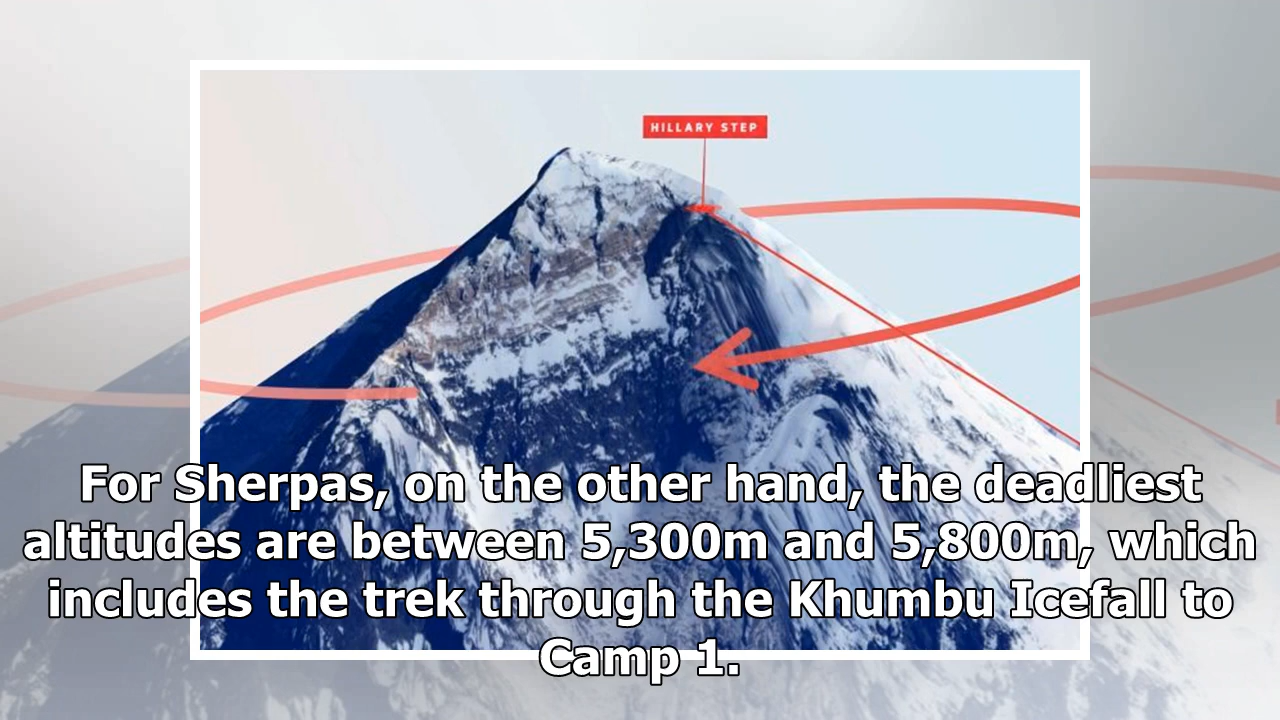 HILLARY STEP
For Sherpas, on the other hand, the deadliest
altitudes are between 5,300m and 5,800m, which
includes the trek through the Khumbu Icefall to
Camp 1.